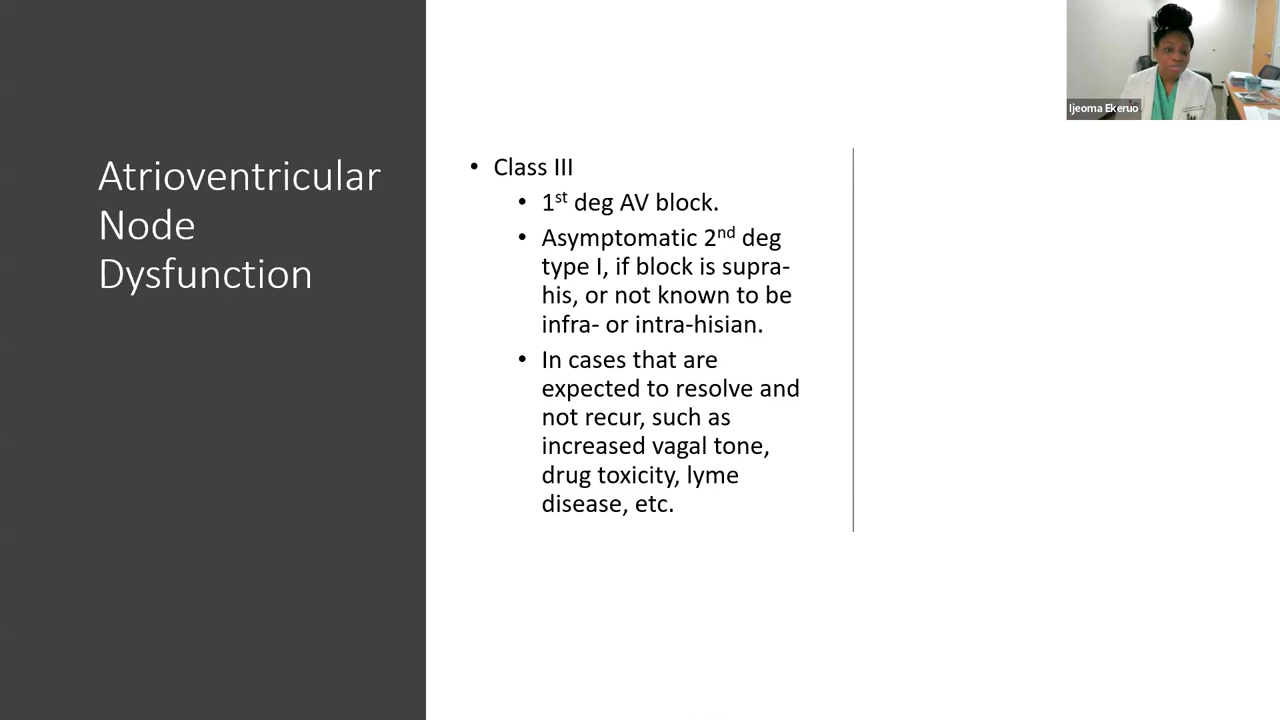 Atrioventricular
Node
Dysfunction
• Class III
• 1st deg AV block.
• Asymptomatic 2nd deg
type I, if block is supra-
his, or not known to be
infra- or intra-hisian.
• In cases that are
expected to resolve and
not recur, such as
increased vagal tone,
drug toxicity, lyme
disease, etc.
Ijeoma Ekeruo